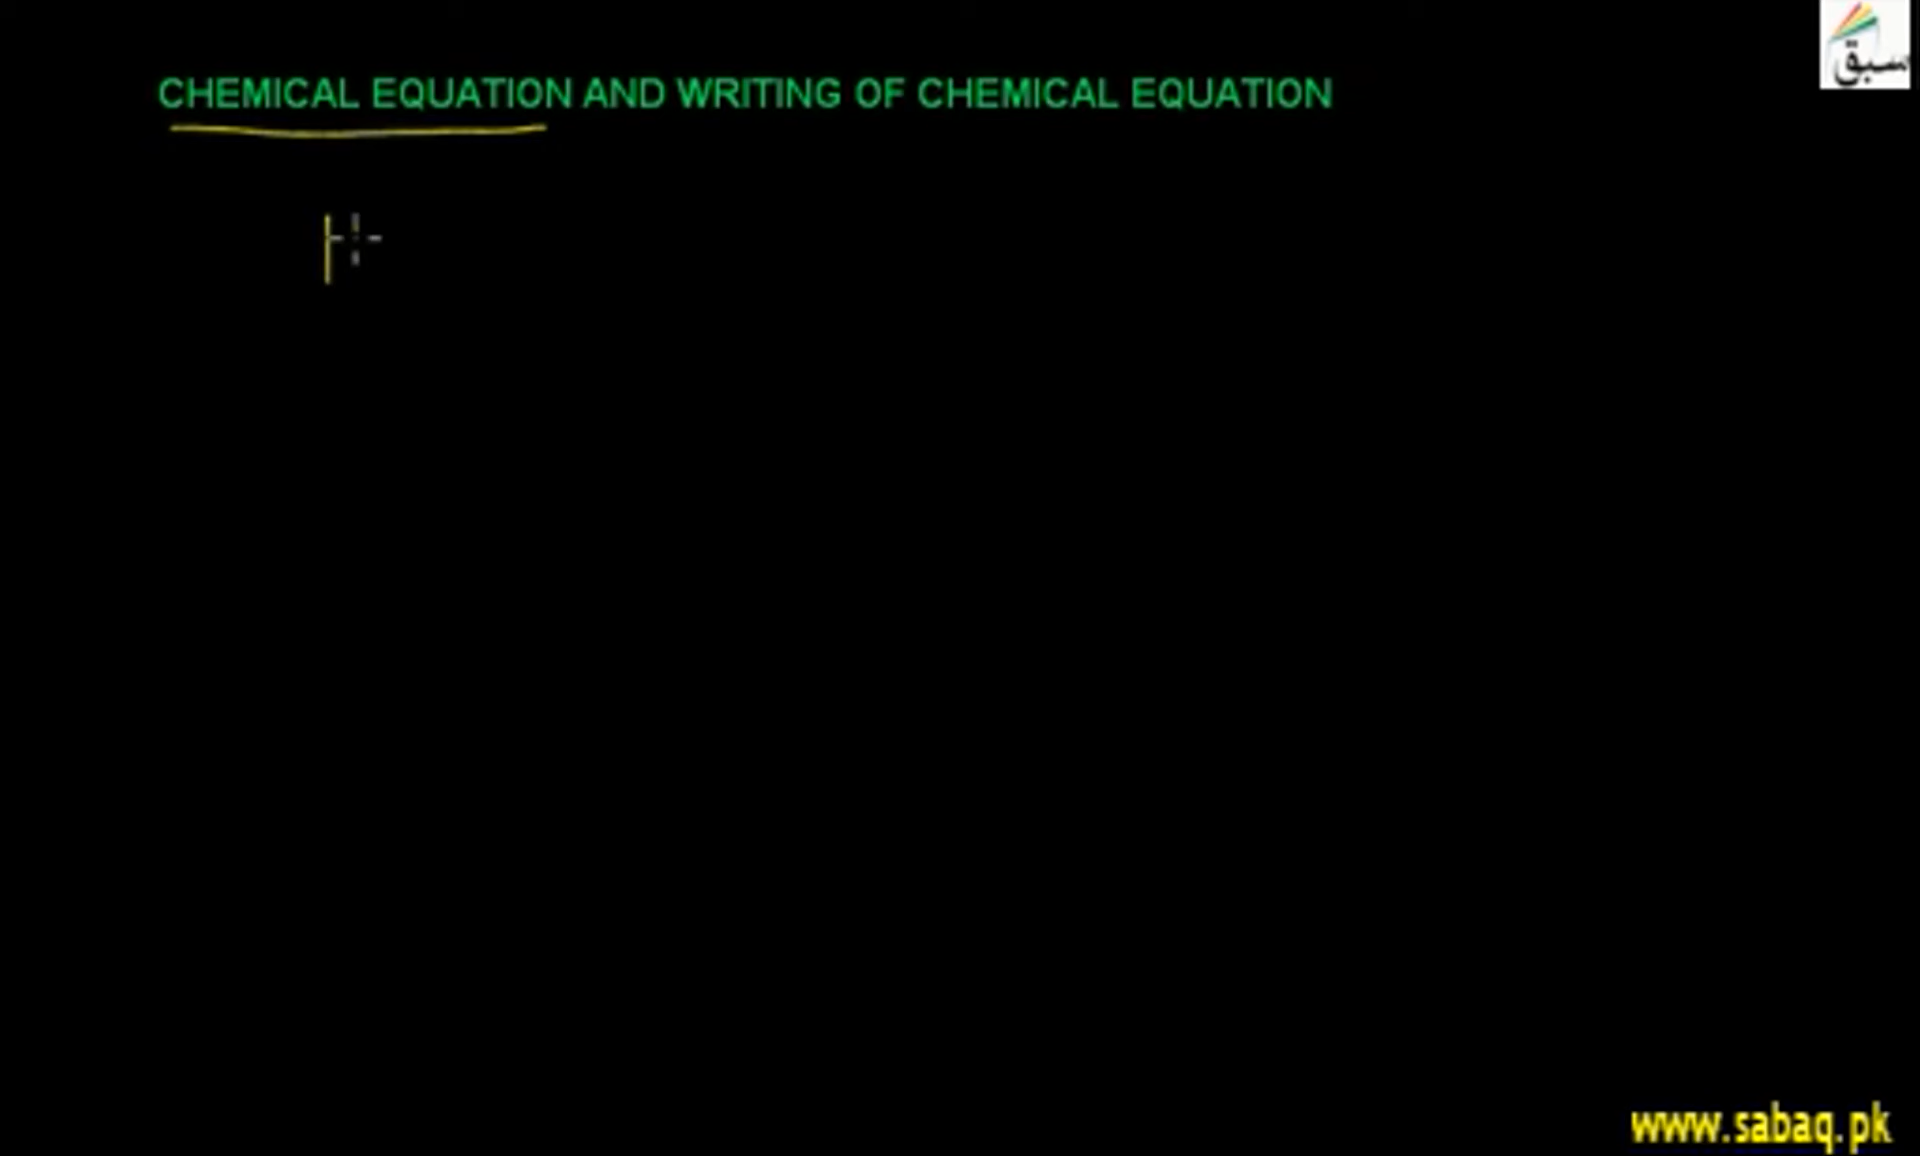 سبق
CHEMICAL EQUATION AND WRITING OF CHEMICAL EQUATION
www.sabaq.pk